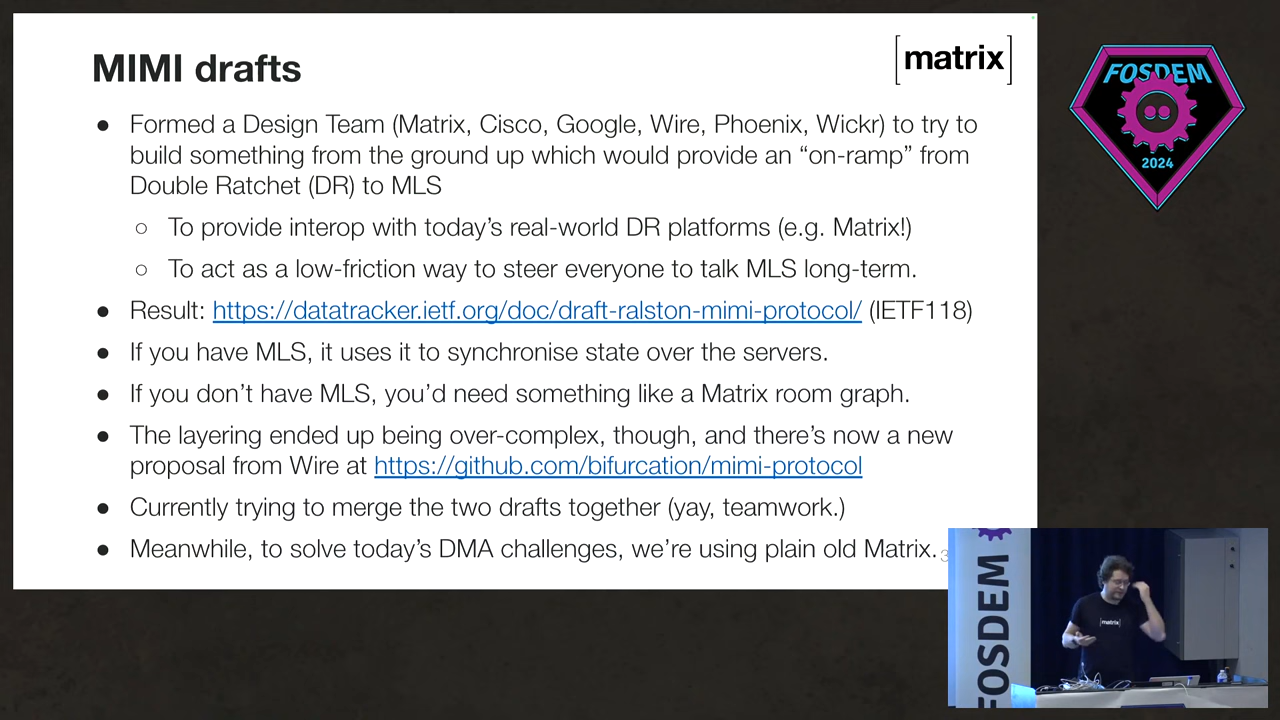 MIMI drafts
[matrix]
● Formed a Design Team (Matrix, Cisco, Google, Wire, Phoenix, Wickr) to try to
build something from the ground up which would provide an “on-ramp” from
Double Ratchet (DR) to MLS
○ To provide interop with today’s real-world DR platforms (e.g. Matrix!)
○ To act as a low-friction way to steer everyone to talk MLS long-term.
● Result: https://datatracker.ietf.org/doc/draft-ralston-mimi-protocol/ (IETF118)
● If you have MLS, it uses it to synchronise state over the servers.
● If you don’t have MLS, you’d need something like a Matrix room graph.
● The layering ended up being over-complex, though, and there’s now a new
proposal from Wire at https://github.com/bifurcation/mimi-protocol
● Currently trying to merge the two drafts together (yay, teamwork.)
● Meanwhile, to solve today’s DMA challenges, we’re using plain old Matrix.
FOSDEM
2024
FOSDEM
[matrix]